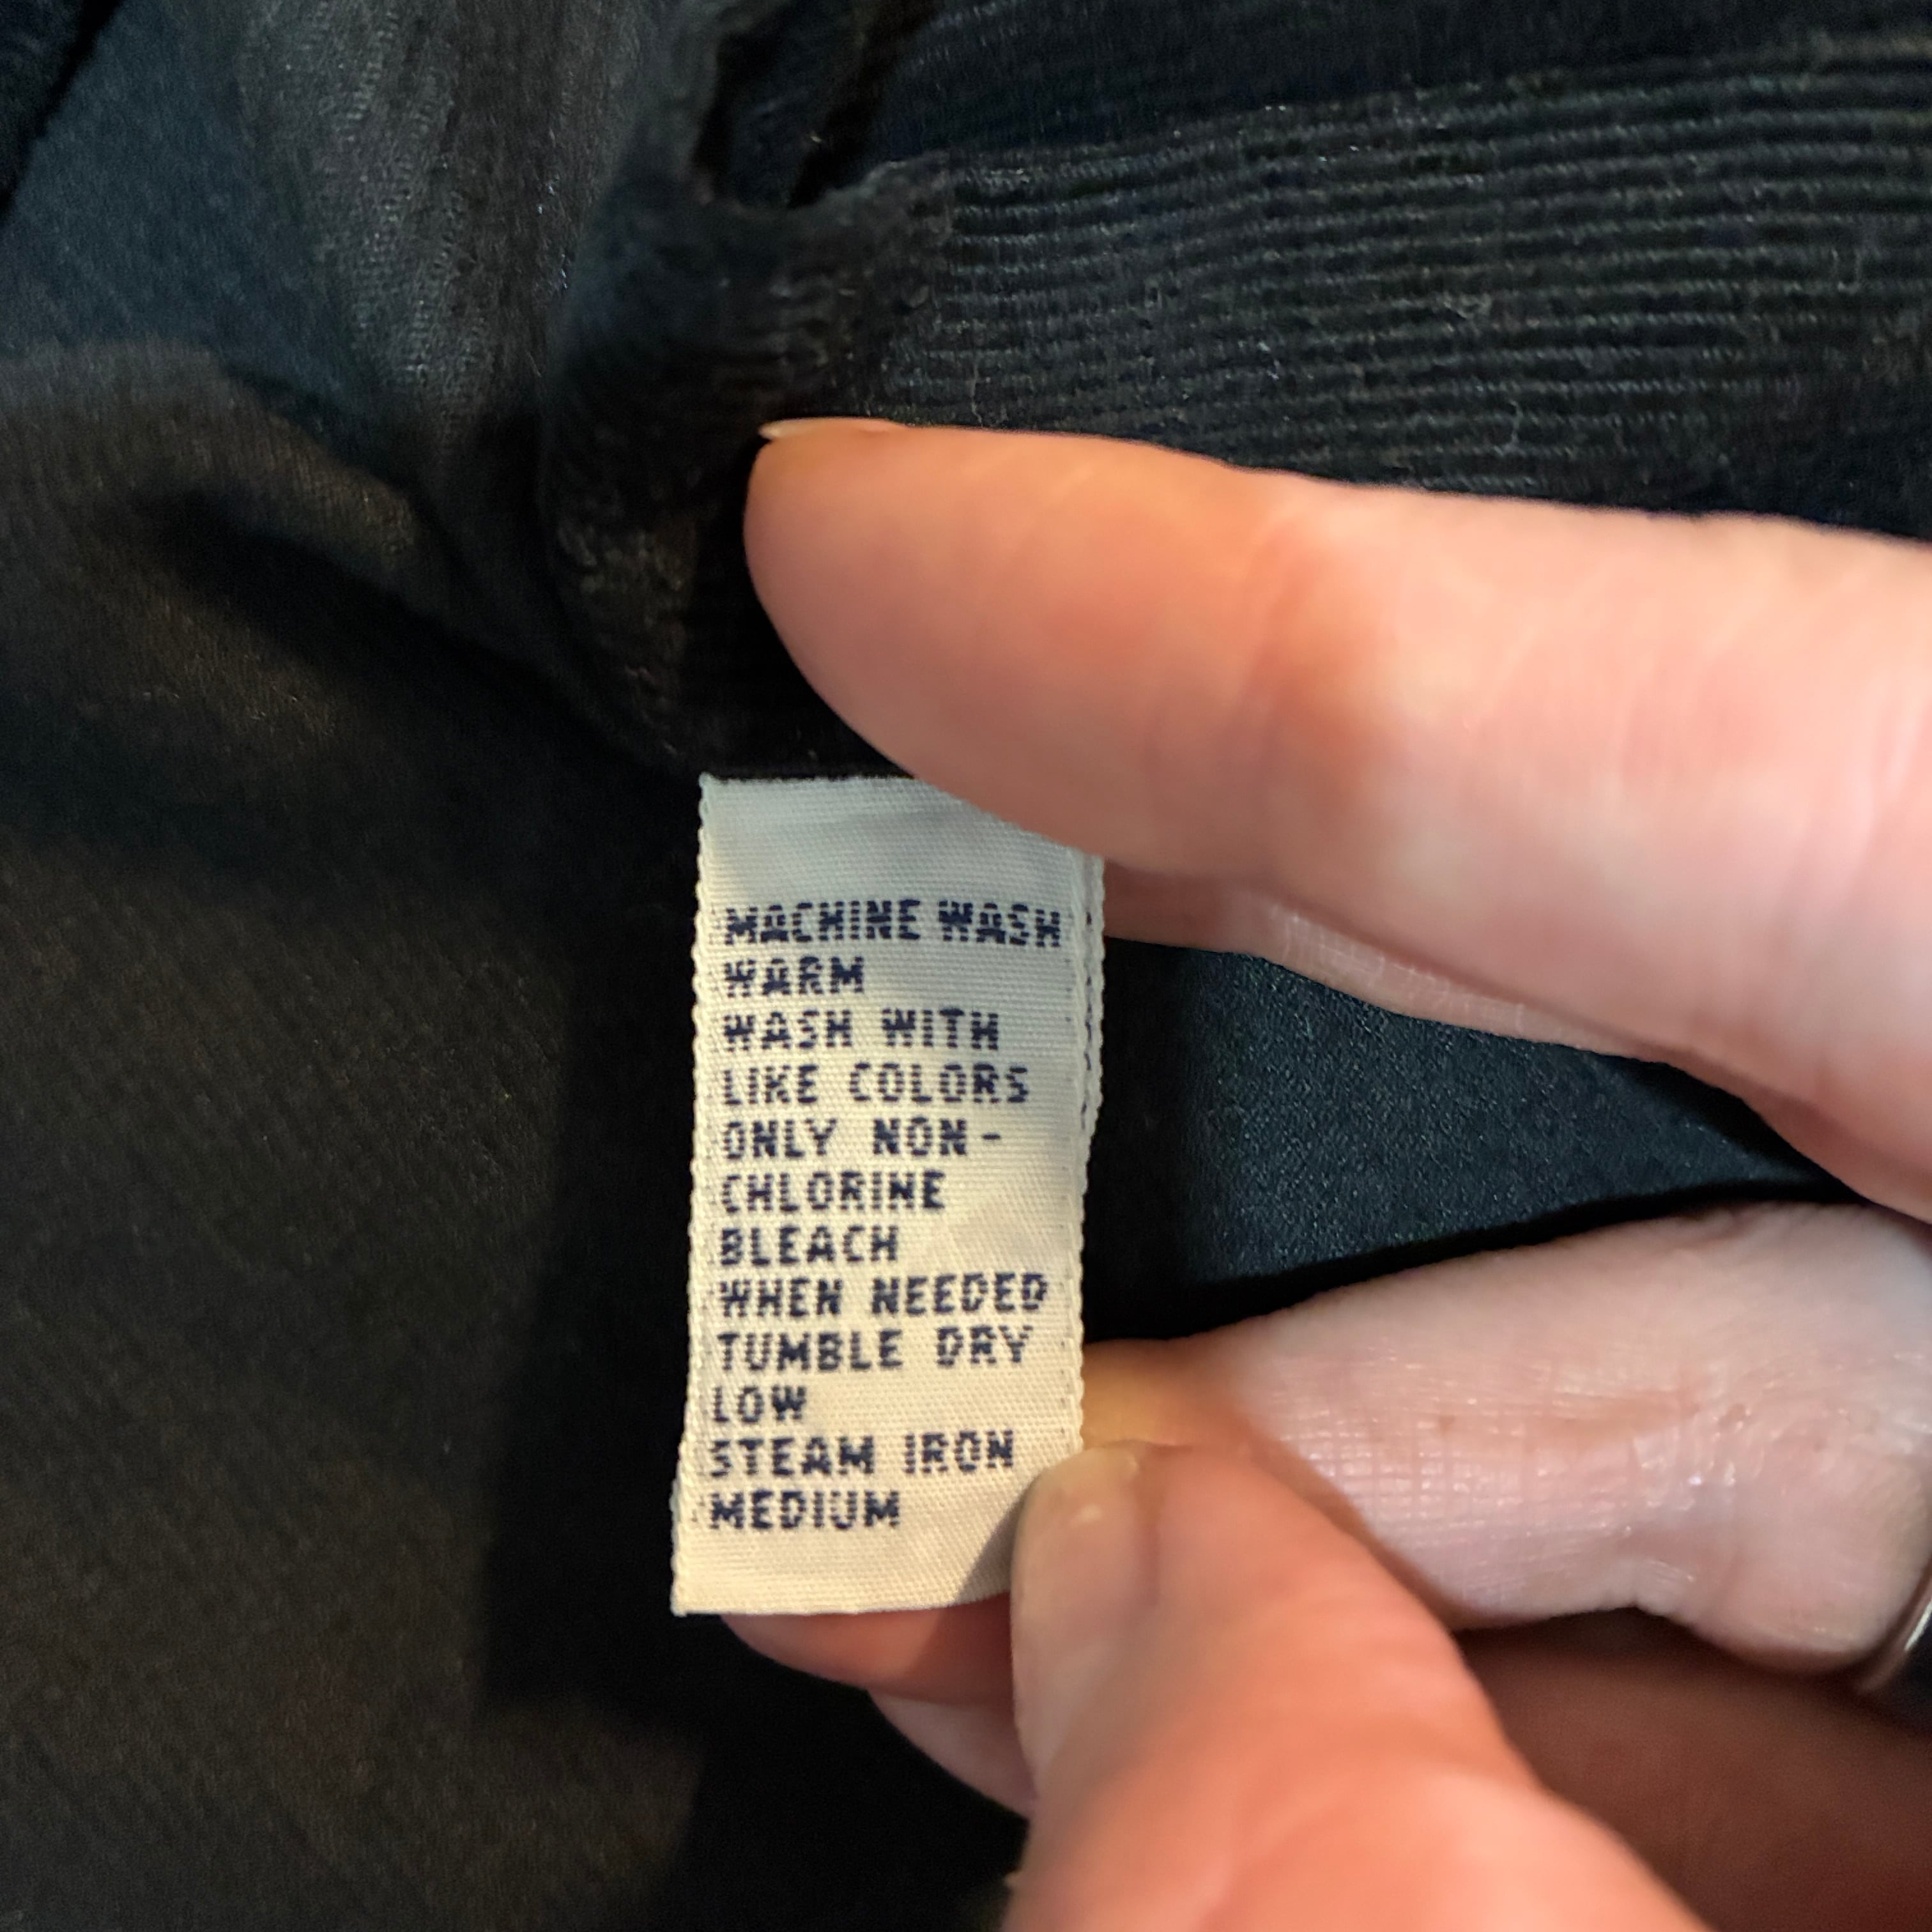 MACHINE WASH
WARM
WASH WITH
LIKE COLORS
ONLY NON-
CHLORINE
BLEACH
WHEN NEEDED
TUMBLE DRY
LOW
STEAM IRON
MEDIUM